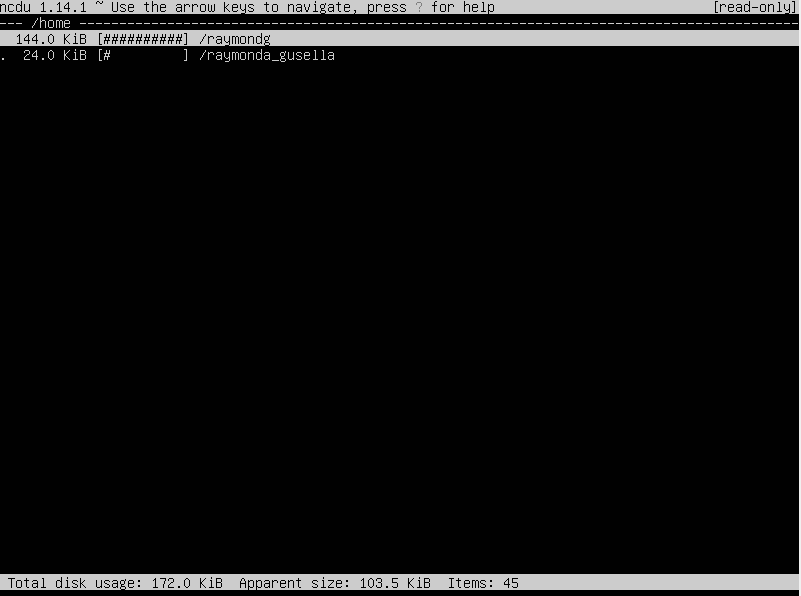 ncdu 1.14.1 ~ Use the arrow keys to navigate, press ? for help [read-only]
--- /home ------------------------------------------------------------------------------------------
  144.0 KiB [##########] /raymondg
.  24.0 KiB [#         ] /raymonda_gusella
Total disk usage: 172.0 KiB  Apparent size: 103.5 KiB  Items: 45